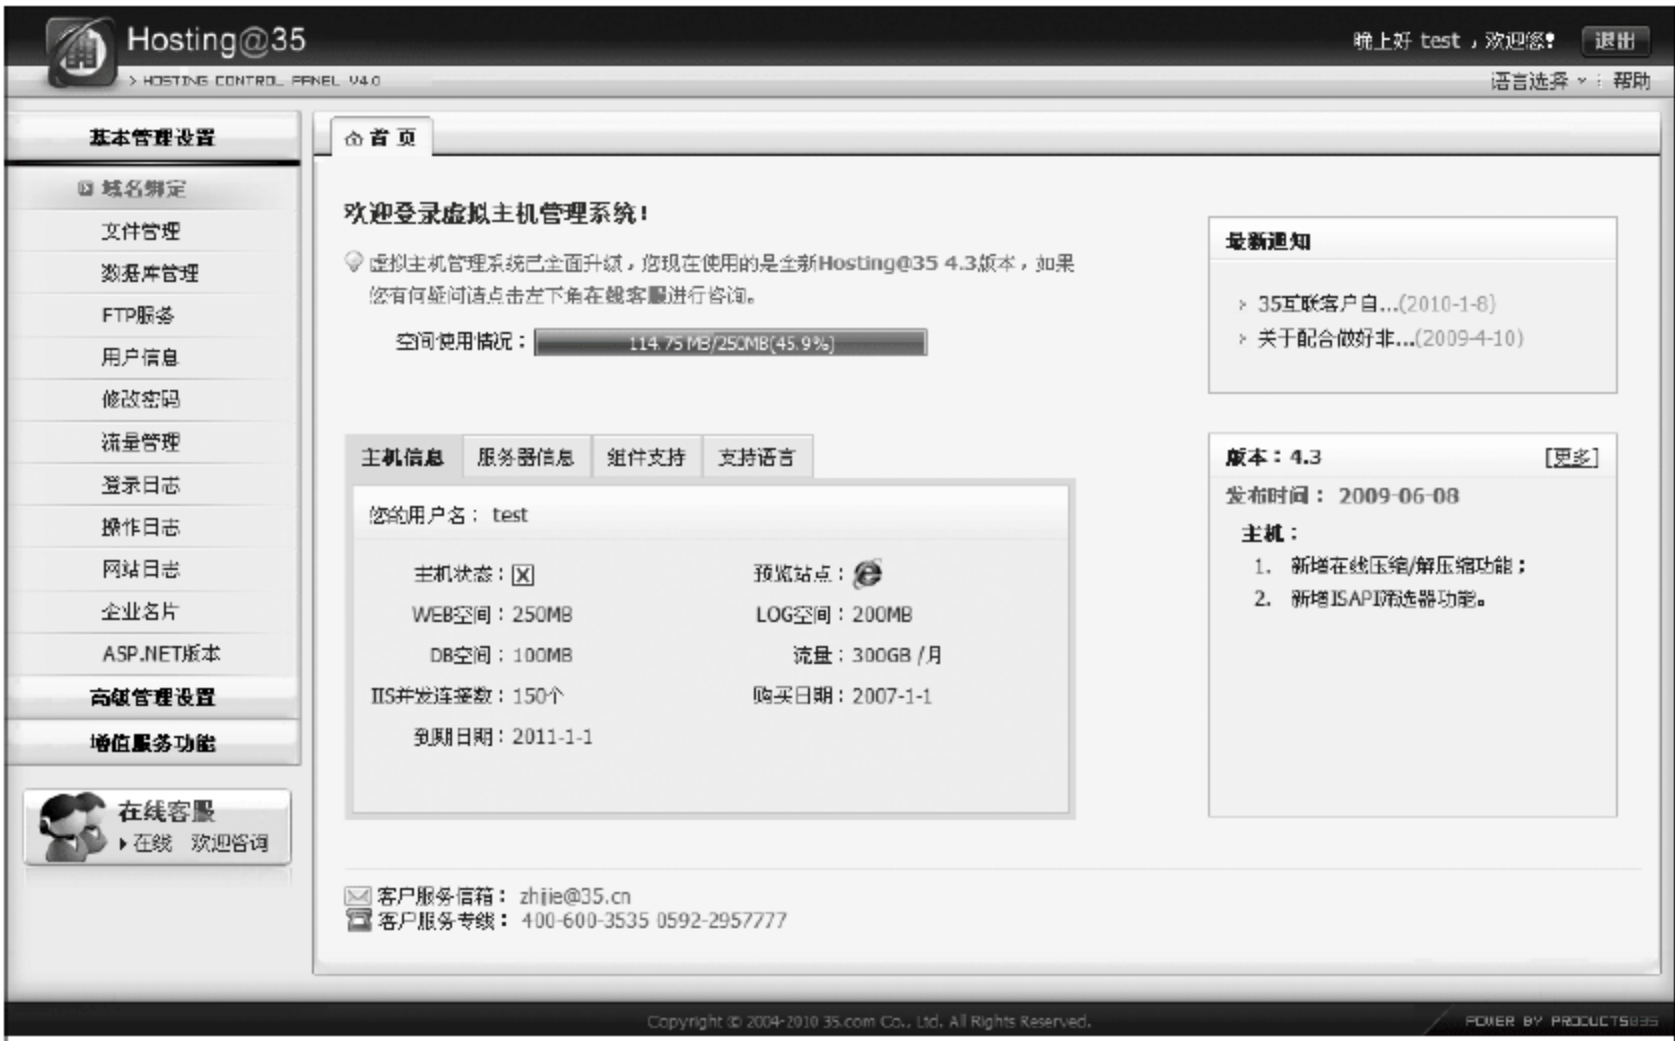 Hosting@35
晚上好 test，欢迎您！ 退出
> HOSTING CONTROL PANEL V4.0
语言选择 帮助
基本管理设置
域名绑定
文件管理
数据库管理
FTP服务
用户信息
修改密码
流量管理
登录日志
操作日志
网站日志
企业名片
ASP.NET版本
高级管理设置
增值服务功能
在线客服
在线 欢迎咨询
首页
欢迎登录虚拟主机管理系统！
虚拟主机管理系统已全面升级，您现在使用的是全新Hosting@35 4.3版本，如果
您有何疑问请点击左下角在线客服进行咨询。
空间使用情况：114.75 MB/250MB(45.9%)
主机信息 服务器信息 组件支持 支持语言
您的用户名：test
主机状态： 预览站点：
WEB空间：250MB LOG空间：200MB
DB空间：100MB 流量：300GB /月
IIS并发连接数：150个 购买日期：2007-1-1
到期日期：2011-1-1
最新通知
35互联客户自...(2010-1-8)
关于配合做好非...(2009-4-10)
版本：4.3 [更多]
发布时间：2009-06-08
主机：
1. 新增在线压缩/解压缩功能；
2. 新增ISAPI筛选器功能。
客户服务信箱：zhijie@35.cn
客户服务专线：400-600-3535 0592-2957777
Copyright © 2004-2010 35.com Co., Ltd. All Rights Reserved.
POWER BY PRODUCTS@35